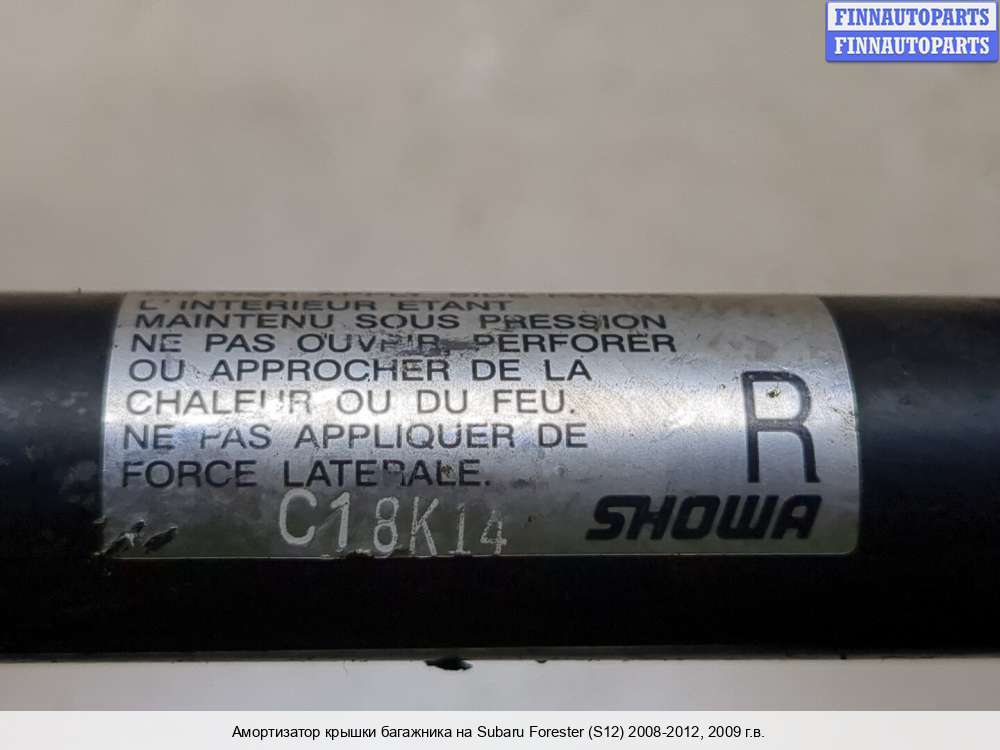 FINNAUTOPARTS
FINNAUTOPARTS
L'INTERIEUR ETANT
MAINTENU SOUS PRESSION
NE PAS OUVRIR, PERFORER
OU APPROCHER DE LA
CHALEUR OU DU FEU.
NE PAS APPLIQUER DE
FORCE LATERALE.
R
C18K14
SHOWA
Амортизатор крышки багажника на Subaru Forester (S12) 2008-2012, 2009 г.в.